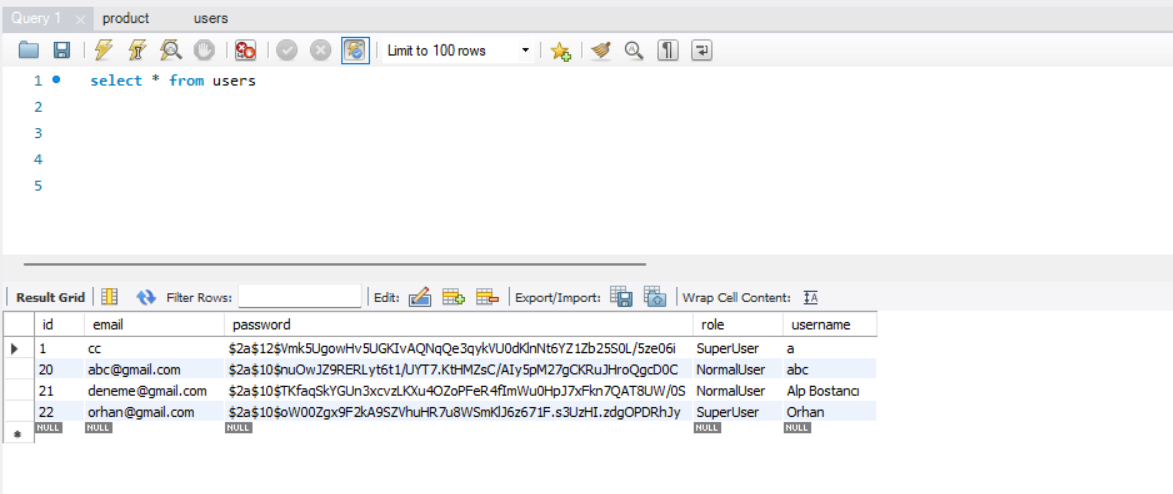 Query 1 product users
Limit to 100 rows
1 select * from users
2
3
4
5
Result Grid Filter Rows: Edit: Export/Import: Wrap Cell Content:
id email password role username
1 cc $2a$12$Vmk5UgowHv5UGKIvAQNqQe3qykVU0dKlnNt6YZ1Zb25S0L/5ze06i SuperUser a
20 abc@gmail.com $2a$10$nuOwJZ9RERLyt6t1/UYT7.KtHMZsC/AIy5pM27gCKRuJHroQgcD0C NormalUser abc
21 deneme@gmail.com $2a$10$TKfaqSkYGUn3xcvzLKXu4OZoPFeR4fImWu0HpJ7xFkn7QAT8UW/0S NormalUser Alp Bostancı
22 orhan@gmail.com $2a$10$oW00Zgx9F2kA9SZVhuHR7u8WSmKlJ6z671F.s3UzHI.zdgOPDRhJy SuperUser Orhan
NULL NULL NULL NULL NULL